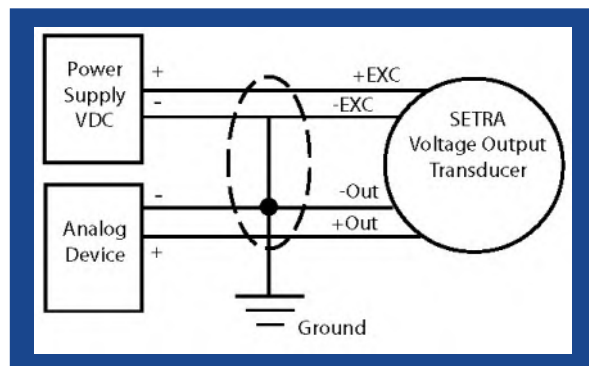 Power
Supply
VDC
+
-
+EXC
-EXC
SETRA
Voltage Output
Transducer
Analog
Device
-
+
-Out
+Out
Ground